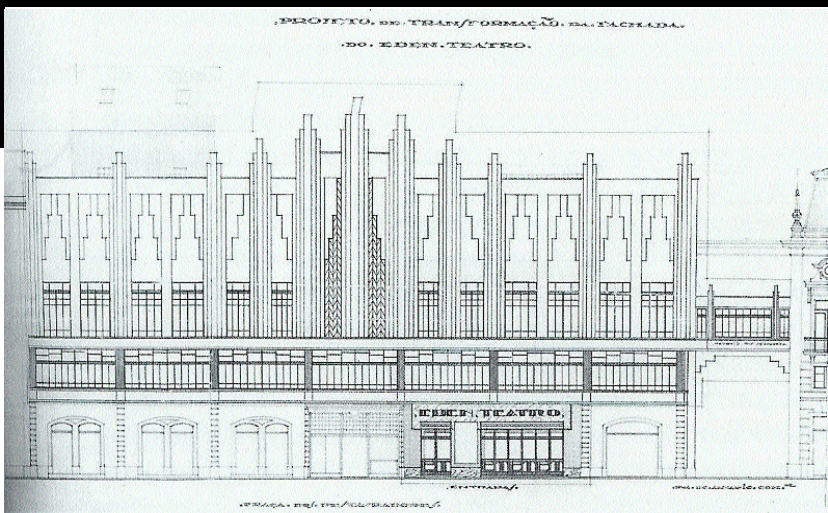 .PROJETO. DE. TRANSFORMAÇÃO. DA. FACHADA.
.DO. EDEN. TEATRO.
.EDEN. TEATRO.
.ENTRADAS.
.PRAÇA. DOS. RESTAURADORES.